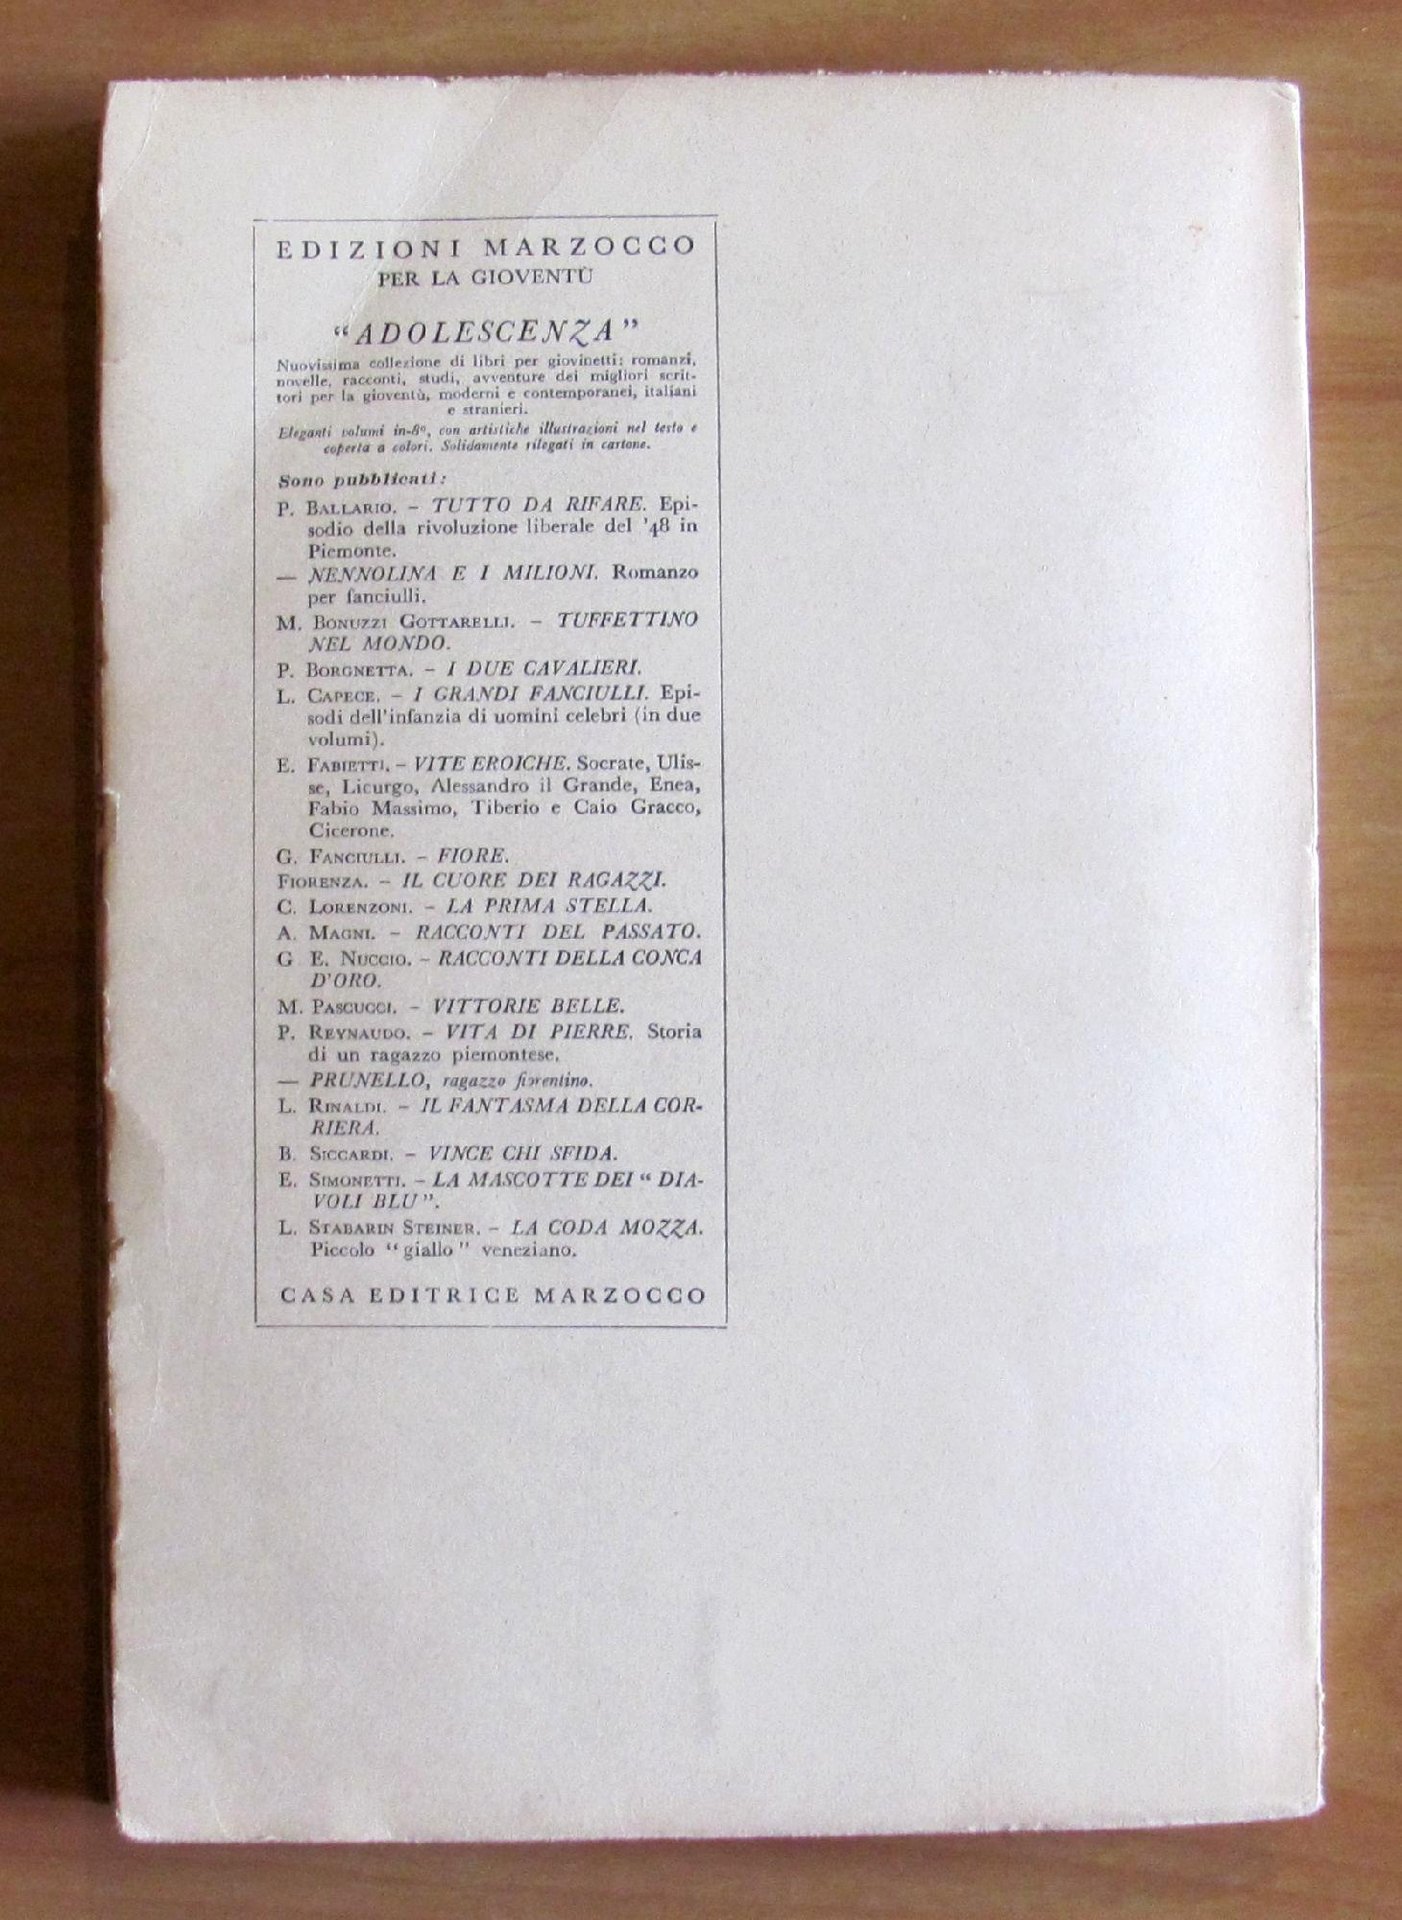 EDIZIONI MARZOCCO
PER LA GIOVENTÙ
“ADOLESCENZA”
Nuovissima collezione di libri per giovinetti: romanzi,
novelle, racconti, studi, avventure dei migliori scrit-
tori per la gioventù, moderni e contemporanei, italiani
e stranieri.
Eleganti volumi in-8º, con artistiche illustrazioni nel testo e
coperta a colori. Solidamente rilegati in cartone.
Sono pubblicati:
P. BALLARIO. – TUTTO DA RIFARE. Epi-
sodio della rivoluzione liberale del '48 in
Piemonte.
— NENNOLINA E I MILIONI. Romanzo
per fanciulli.
M. BONUZZI GOTTARELLI. – TUFFETTINO
NEL MONDO.
P. BORGNETTA. – I DUE CAVALIERI.
L. CAPECE. – I GRANDI FANCIULLI. Epi-
sodi dell'infanzia di uomini celebri (in due
volumi).
E. FABIETTI. – VITE EROICHE. Socrate, Ulis-
se, Licurgo, Alessandro il Grande, Enea,
Fabio Massimo, Tiberio e Caio Gracco,
Cicerone.
G. FANCIULLI. – FIORE.
FIORENZA. – IL CUORE DEI RAGAZZI.
C. LORENZONI. – LA PRIMA STELLA.
A. MAGNI. – RACCONTI DEL PASSATO.
G E. NUCCIO. – RACCONTI DELLA CONCA
D'ORO.
M. PASCUCCI. – VITTORIE BELLE.
P. REYNAUDO. – VITA DI PIERRE. Storia
di un ragazzo piemontese.
— PRUNELLO, ragazzo fiorentino.
L. RINALDI. – IL FANTASMA DELLA COR-
RIERA.
B. SICCARDI. – VINCE CHI SFIDA.
E. SIMONETTI. – LA MASCOTTE DEI “DIA-
VOLI BLU”.
L. STABARIN STEINER. – LA CODA MOZZA.
Piccolo “giallo” veneziano.
CASA EDITRICE MARZOCCO